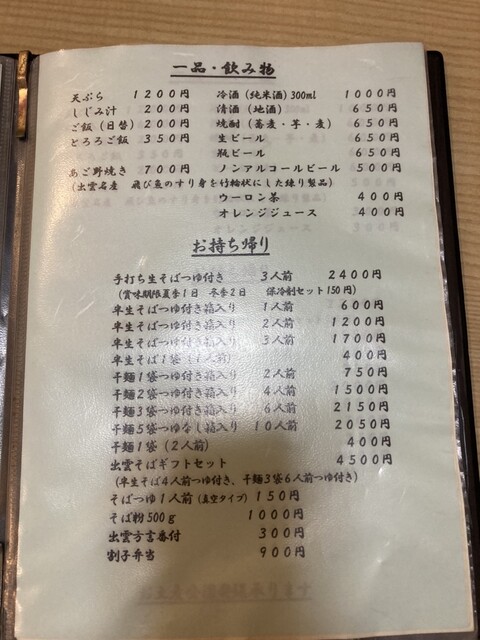 一品・飲み物
天ぷら 1200円 冷酒(純米酒)300ml 1000円
しじみ汁 200円 清酒(地酒) 650円
ご飯(日替) 200円 焼酎(蕎麦・芋・麦) 650円
とろろご飯 350円 生ビール 650円
瓶ビール 650円
あご野焼き 700円 ノンアルコールビール 500円
(出雲名産 飛び魚のすり身を竹輪状にした練り製品)
ウーロン茶 400円
オレンジジュース 400円
お持ち帰り
手打ち生そばつゆ付き 3人前 2400円
(賞味期限夏季1日 冬季2日 保冷剤セット150円)
半生そばつゆ付き箱入り 1人前 600円
半生そばつゆ付き箱入り 2人前 1200円
半生そばつゆ付き箱入り 3人前 1700円
半生そば1袋(1人前) 400円
干麺1袋つゆ付き箱入り 2人前 750円
干麺2袋つゆ付き箱入り 4人前 1500円
干麺3袋つゆ付き箱入り 6人前 2150円
干麺5袋つゆなし箱入り 10人前 2050円
干麺1袋(2人前) 400円
出雲そばギフトセット 4500円
(半生そば4人前つゆ付き、干麺3袋6人前つゆ付き)
そばつゆ1人前(真空タイプ) 150円
そば粉500g 1000円
出雲方言番付 300円
割子弁当 900円